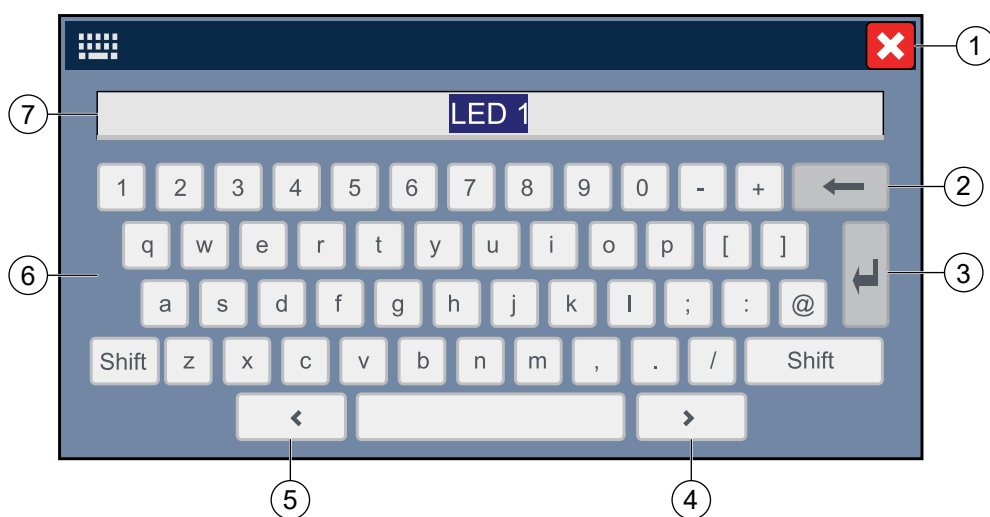 1
LED 1
7
1 2 3 4 5 6 7 8 9 0 - +
2
q w e r t y u i o p [ ]
3
6
a s d f g h j k l ; : @
Shift z x c v b n m , . / Shift
< >
5 4